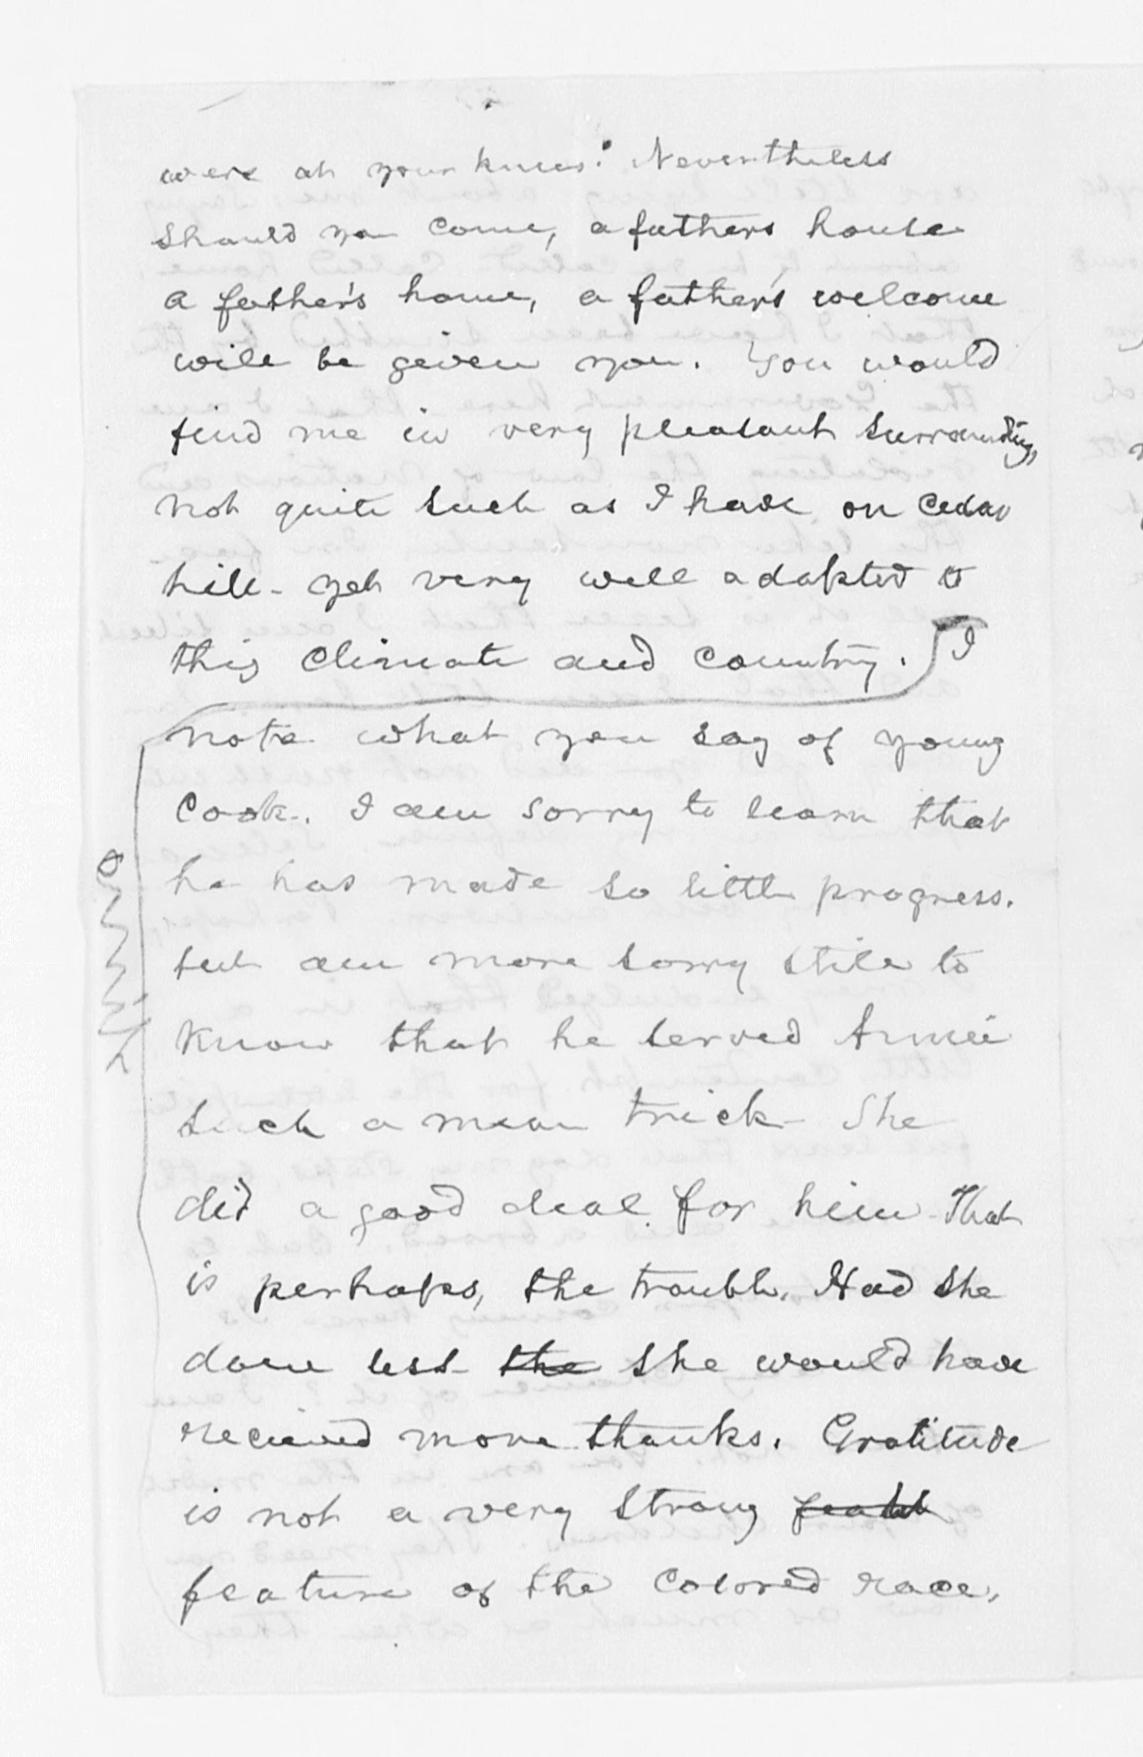 were at your knees. Nevertheless
should you come, a fathers house
a father's home, a father's welcome
will be given you. You would
find me in very pleasant surroundings,
not quite such as I have on Cedar
hill - yet very well adapted to
this climate and country. I
note what you say of young
Cook. I am sorry to learn that
he has made so little progress.
but am more sorry still to
know that he served Annie
such a mean trick - She
did a good deal for him - That
is perhaps, the trouble. Had she
done less the she would have
recieved more thanks. Gratitude
is not a very strong
feature of the colored race.